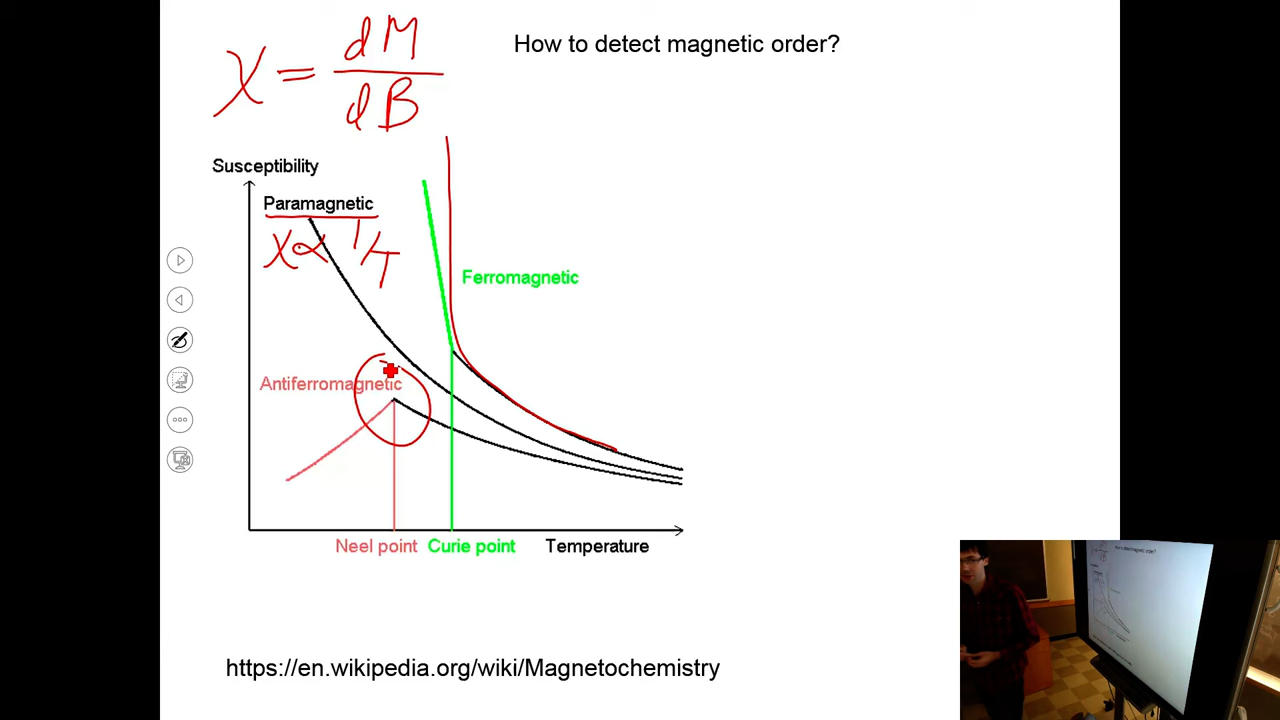 How to detect magnetic order?
χ = dM/dB
Susceptibility
Paramagnetic
χ ∝ 1/T
Ferromagnetic
Antiferromagnetic
Neel point
Curie point
Temperature
https://en.wikipedia.org/wiki/Magnetochemistry